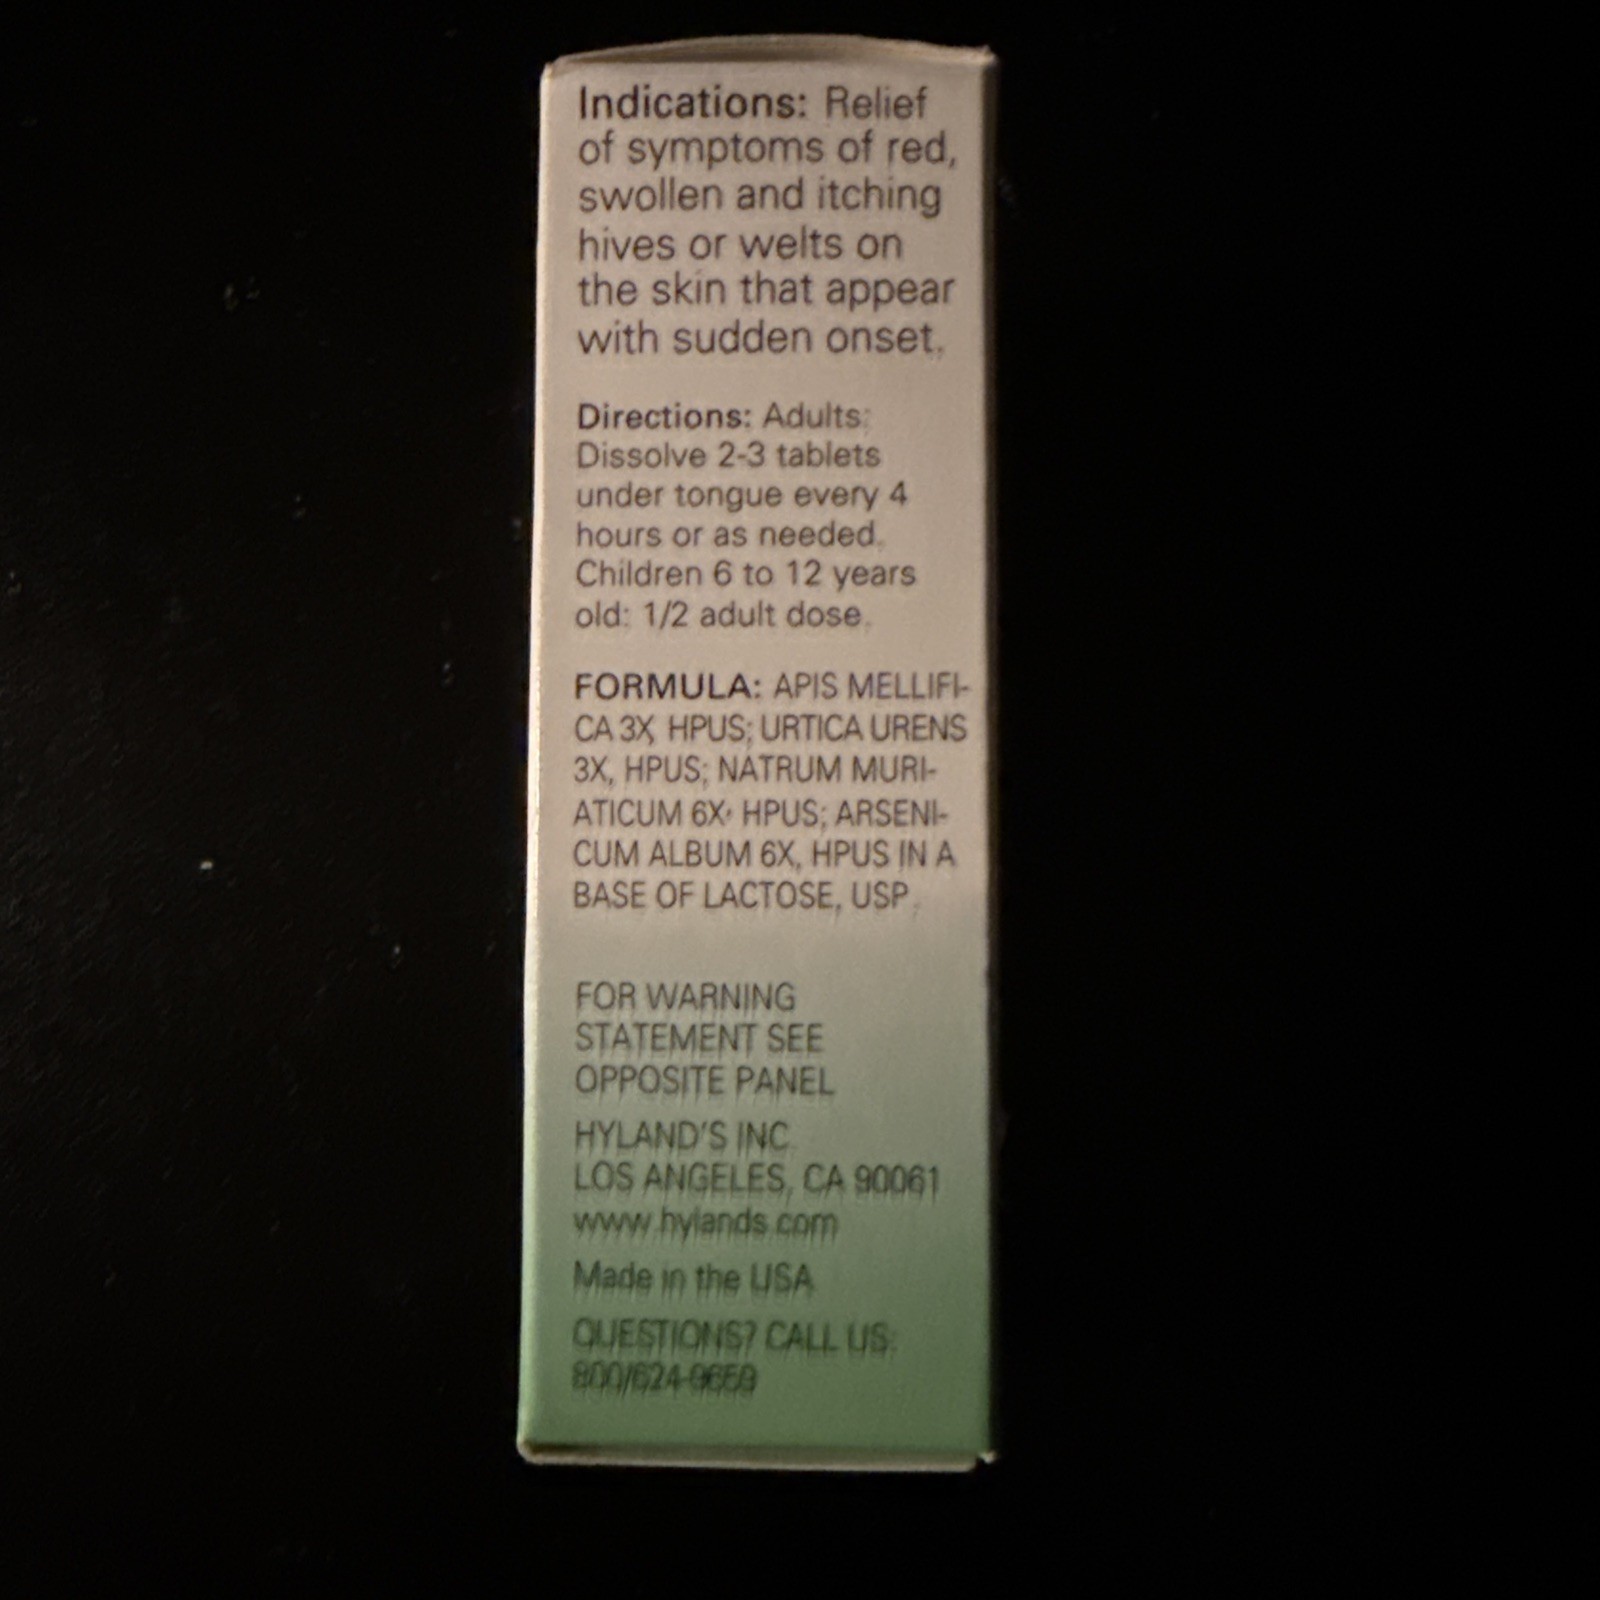 Indications: Relief
of symptoms of red,
swollen and itching
hives or welts on
the skin that appear
with sudden onset.
Directions: Adults:
Dissolve 2-3 tablets
under tongue every 4
hours or as needed.
Children 6 to 12 years
old: 1/2 adult dose.
FORMULA: APIS MELLIFI-
CA 3X, HPUS; URTICA URENS
3X, HPUS; NATRUM MURI-
ATICUM 6X, HPUS; ARSENI-
CUM ALBUM 6X, HPUS IN A
BASE OF LACTOSE, USP.
FOR WARNING
STATEMENT SEE
OPPOSITE PANEL
HYLAND'S INC.
LOS ANGELES, CA 90061
www.hylands.com
Made in the USA
QUESTIONS? CALL US:
800/624-9659